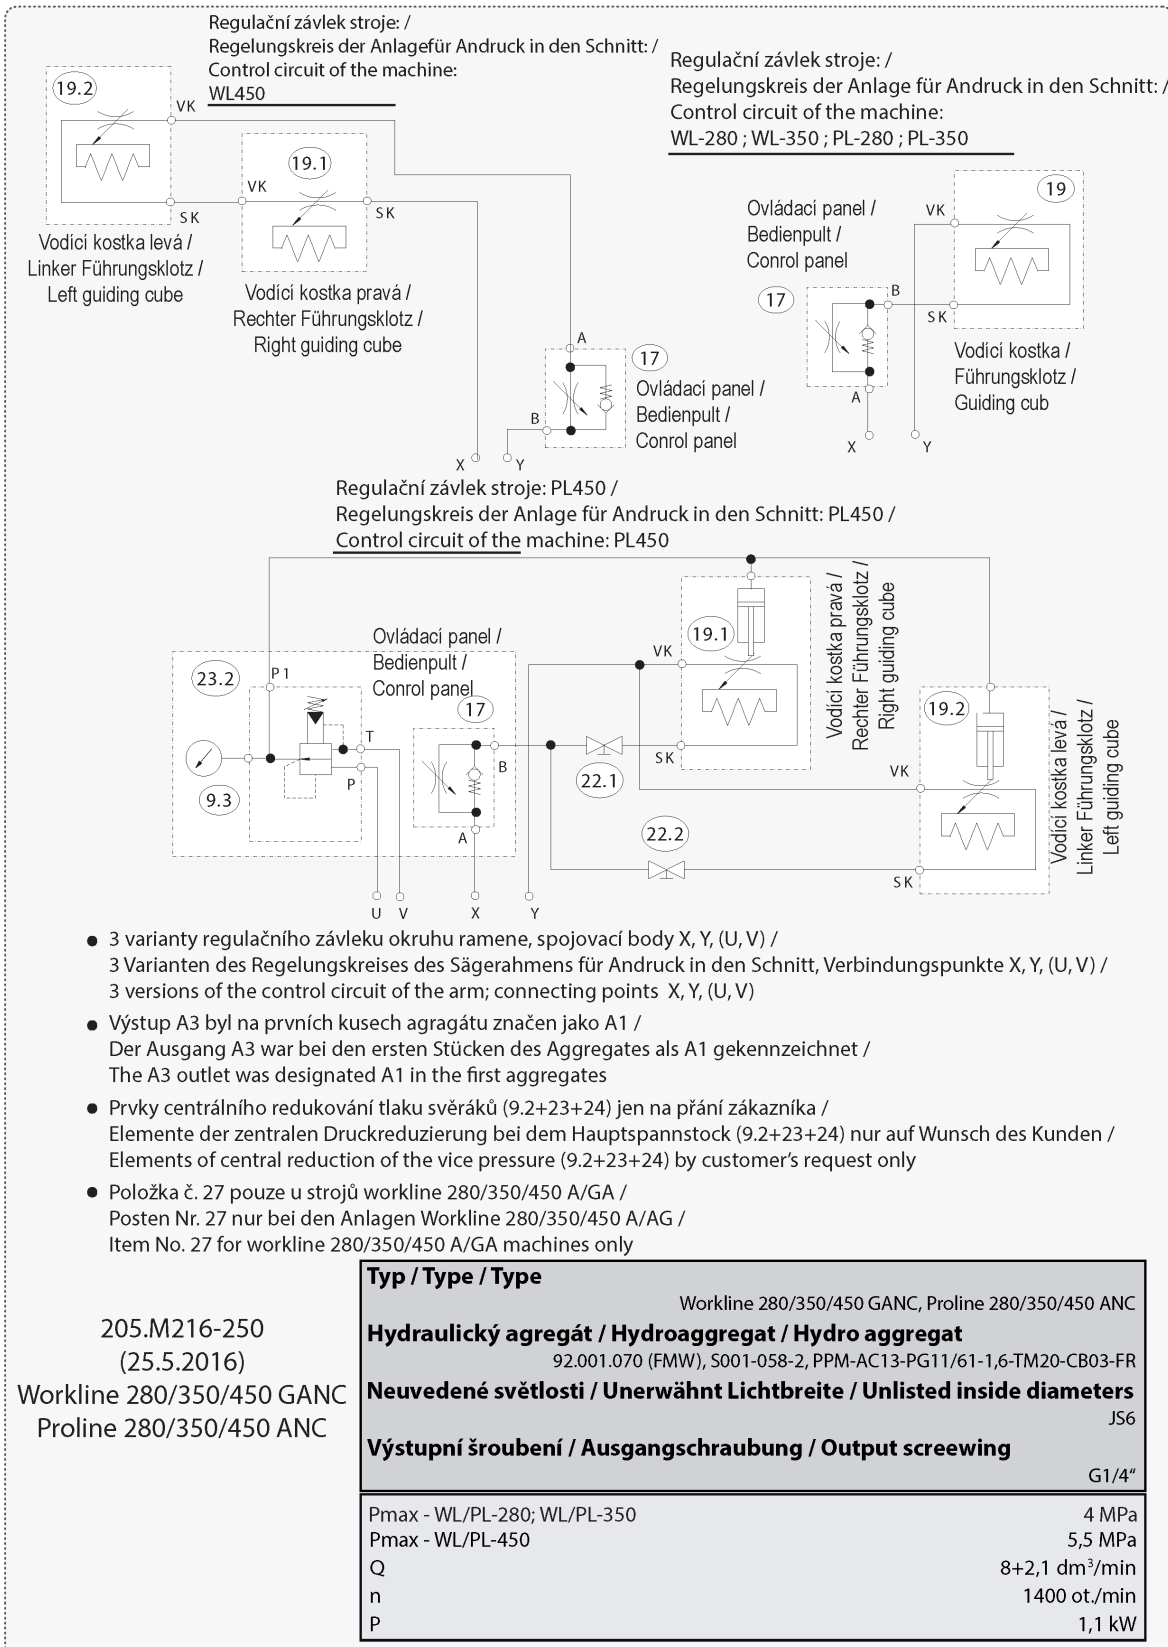 Regulační závlek stroje: /
Regelungskreis der Anlagefür Andruck in den Schnitt: /
Control circuit of the machine:
WL450
19.2
VK
SK
19.1
VK
SK
Vodící kostka levá /
Linker Führungsklotz /
Left guiding cube
Vodící kostka pravá /
Rechter Führungsklotz /
Right guiding cube
A
17
B
Ovládací panel /
Bedienpult /
Conrol panel
X
Y
Regulační závlek stroje: /
Regelungskreis der Anlage für Andruck in den Schnitt: /
Control circuit of the machine:
WL-280 ; WL-350 ; PL-280 ; PL-350
19
VK
SK
Ovládací panel /
Bedienpult /
Conrol panel
17
B
A
Vodící kostka /
Führungsklotz /
Guiding cub
X
Y
Regulační závlek stroje: PL450 /
Regelungskreis der Anlage für Andruck in den Schnitt: PL450 /
Control circuit of the machine: PL450
Ovládací panel /
Bedienpult /
Conrol panel
23.2
P1
T
P
9.3
17
B
A
U
V
X
Y
22.1
22.2
19.1
VK
SK
Vodící kostka pravá /
Rechter Führungsklotz /
Right guiding cube
19.2
VK
SK
Vodící kostka levá /
Linker Führungsklotz /
Left guiding cube
● 3 varianty regulačního závleku okruhu ramene, spojovací body X, Y, (U, V) /
3 Varianten des Regelungskreises des Sägerahmens für Andruck in den Schnitt, Verbindungspunkte X, Y, (U, V) /
3 versions of the control circuit of the arm; connecting points X, Y, (U, V)
● Výstup A3 byl na prvních kusech agragátu značen jako A1 /
Der Ausgang A3 war bei den ersten Stücken des Aggregates als A1 gekennzeichnet /
The A3 outlet was designated A1 in the first aggregates
● Prvky centrálního redukování tlaku svěráků (9.2+23+24) jen na přání zákazníka /
Elemente der zentralen Druckreduzierung bei dem Hauptspannstock (9.2+23+24) nur auf Wunsch des Kunden /
Elements of central reduction of the vice pressure (9.2+23+24) by customer's request only
● Položka č. 27 pouze u strojů workline 280/350/450 A/GA /
Posten Nr. 27 nur bei den Anlagen Workline 280/350/450 A/AG /
Item No. 27 for workline 280/350/450 A/GA machines only
205.M216-250
(25.5.2016)
Workline 280/350/450 GANC
Proline 280/350/450 ANC
Typ / Type / Type
Workline 280/350/450 GANC, Proline 280/350/450 ANC
Hydraulický agregát / Hydroaggregat / Hydro aggregat
92.001.070 (FMW), S001-058-2, PPM-AC13-PG11/61-1,6-TM20-CB03-FR
Neuvedené světlosti / Unerwähnt Lichtbreite / Unlisted inside diameters
JS6
Výstupní šroubení / Ausgangschraubung / Output screewing
G1/4“
Pmax - WL/PL-280; WL/PL-350 4 MPa
Pmax - WL/PL-450 5,5 MPa
Q 8+2,1 dm³/min
n 1400 ot./min
P 1,1 kW